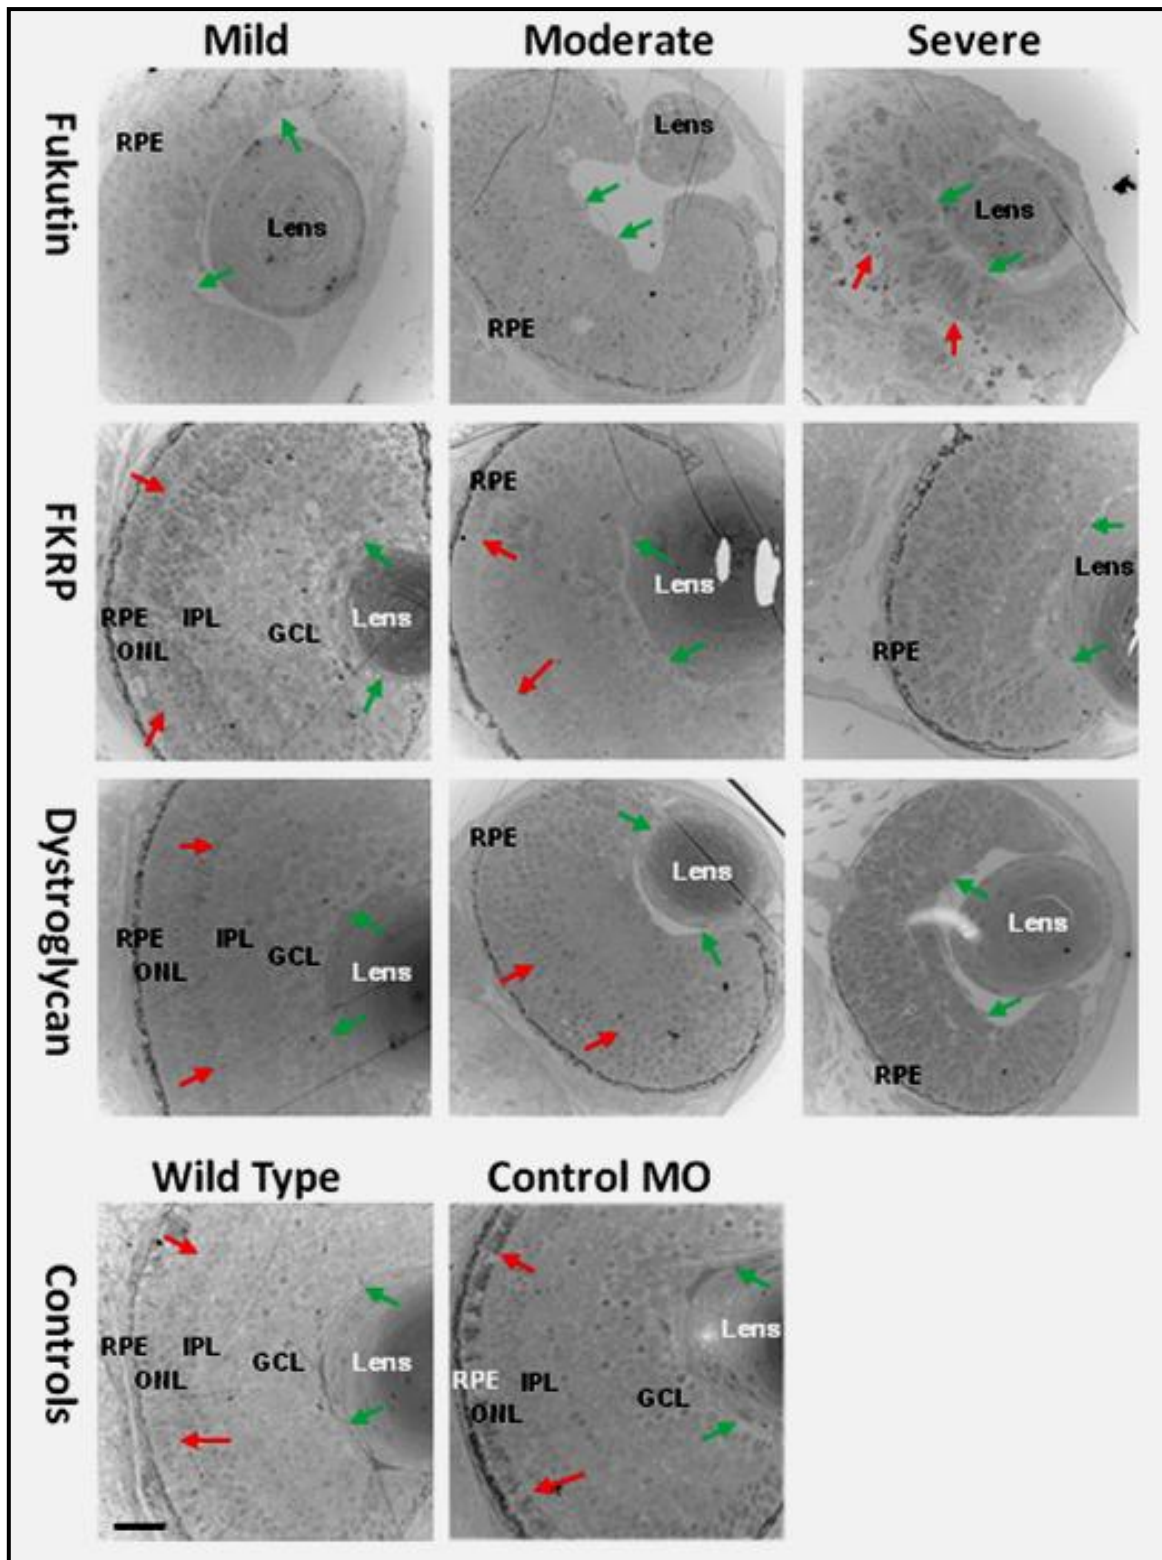 Mild Moderate Severe
Fukutin
RPE
Lens
Lens
RPE
Lens
FKRP
RPE IPL
ONL
GCL
Lens
RPE
Lens
Lens
RPE
Dystroglycan
RPE IPL
ONL
GCL
Lens
RPE
Lens
Lens
RPE
Wild Type Control MO
Controls
RPE IPL
ONL
GCL
Lens
Lens
RPE IPL
ONL
GCL